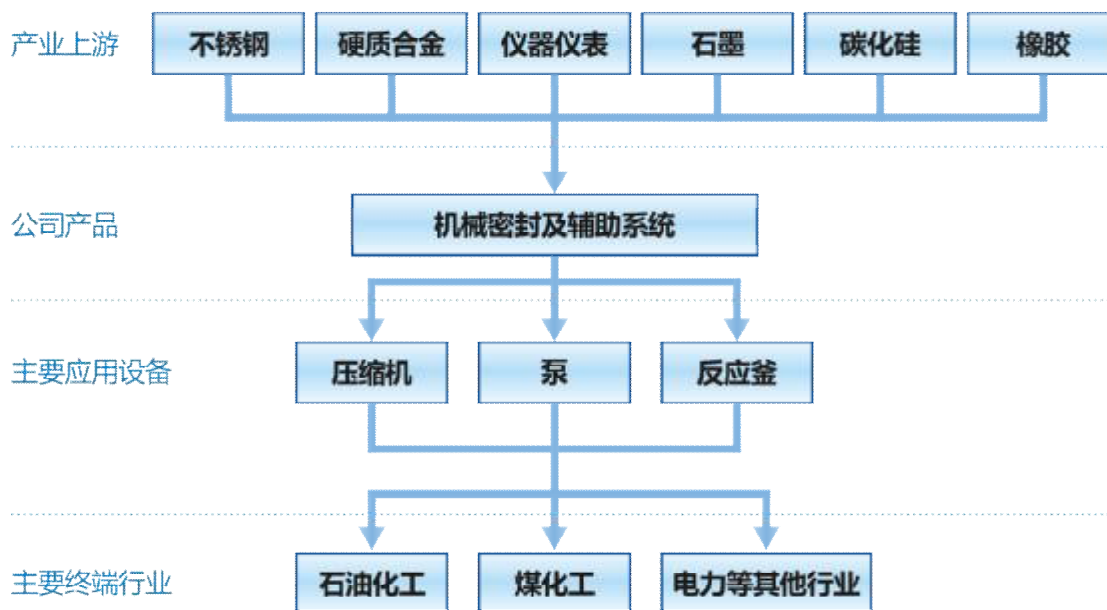 产业上游 不锈钢 硬质合金 仪器仪表 石墨 碳化硅 橡胶
公司产品 机械密封及辅助系统
主要应用设备 压缩机 泵 反应釜
主要终端行业 石油化工 煤化工 电力等其他行业